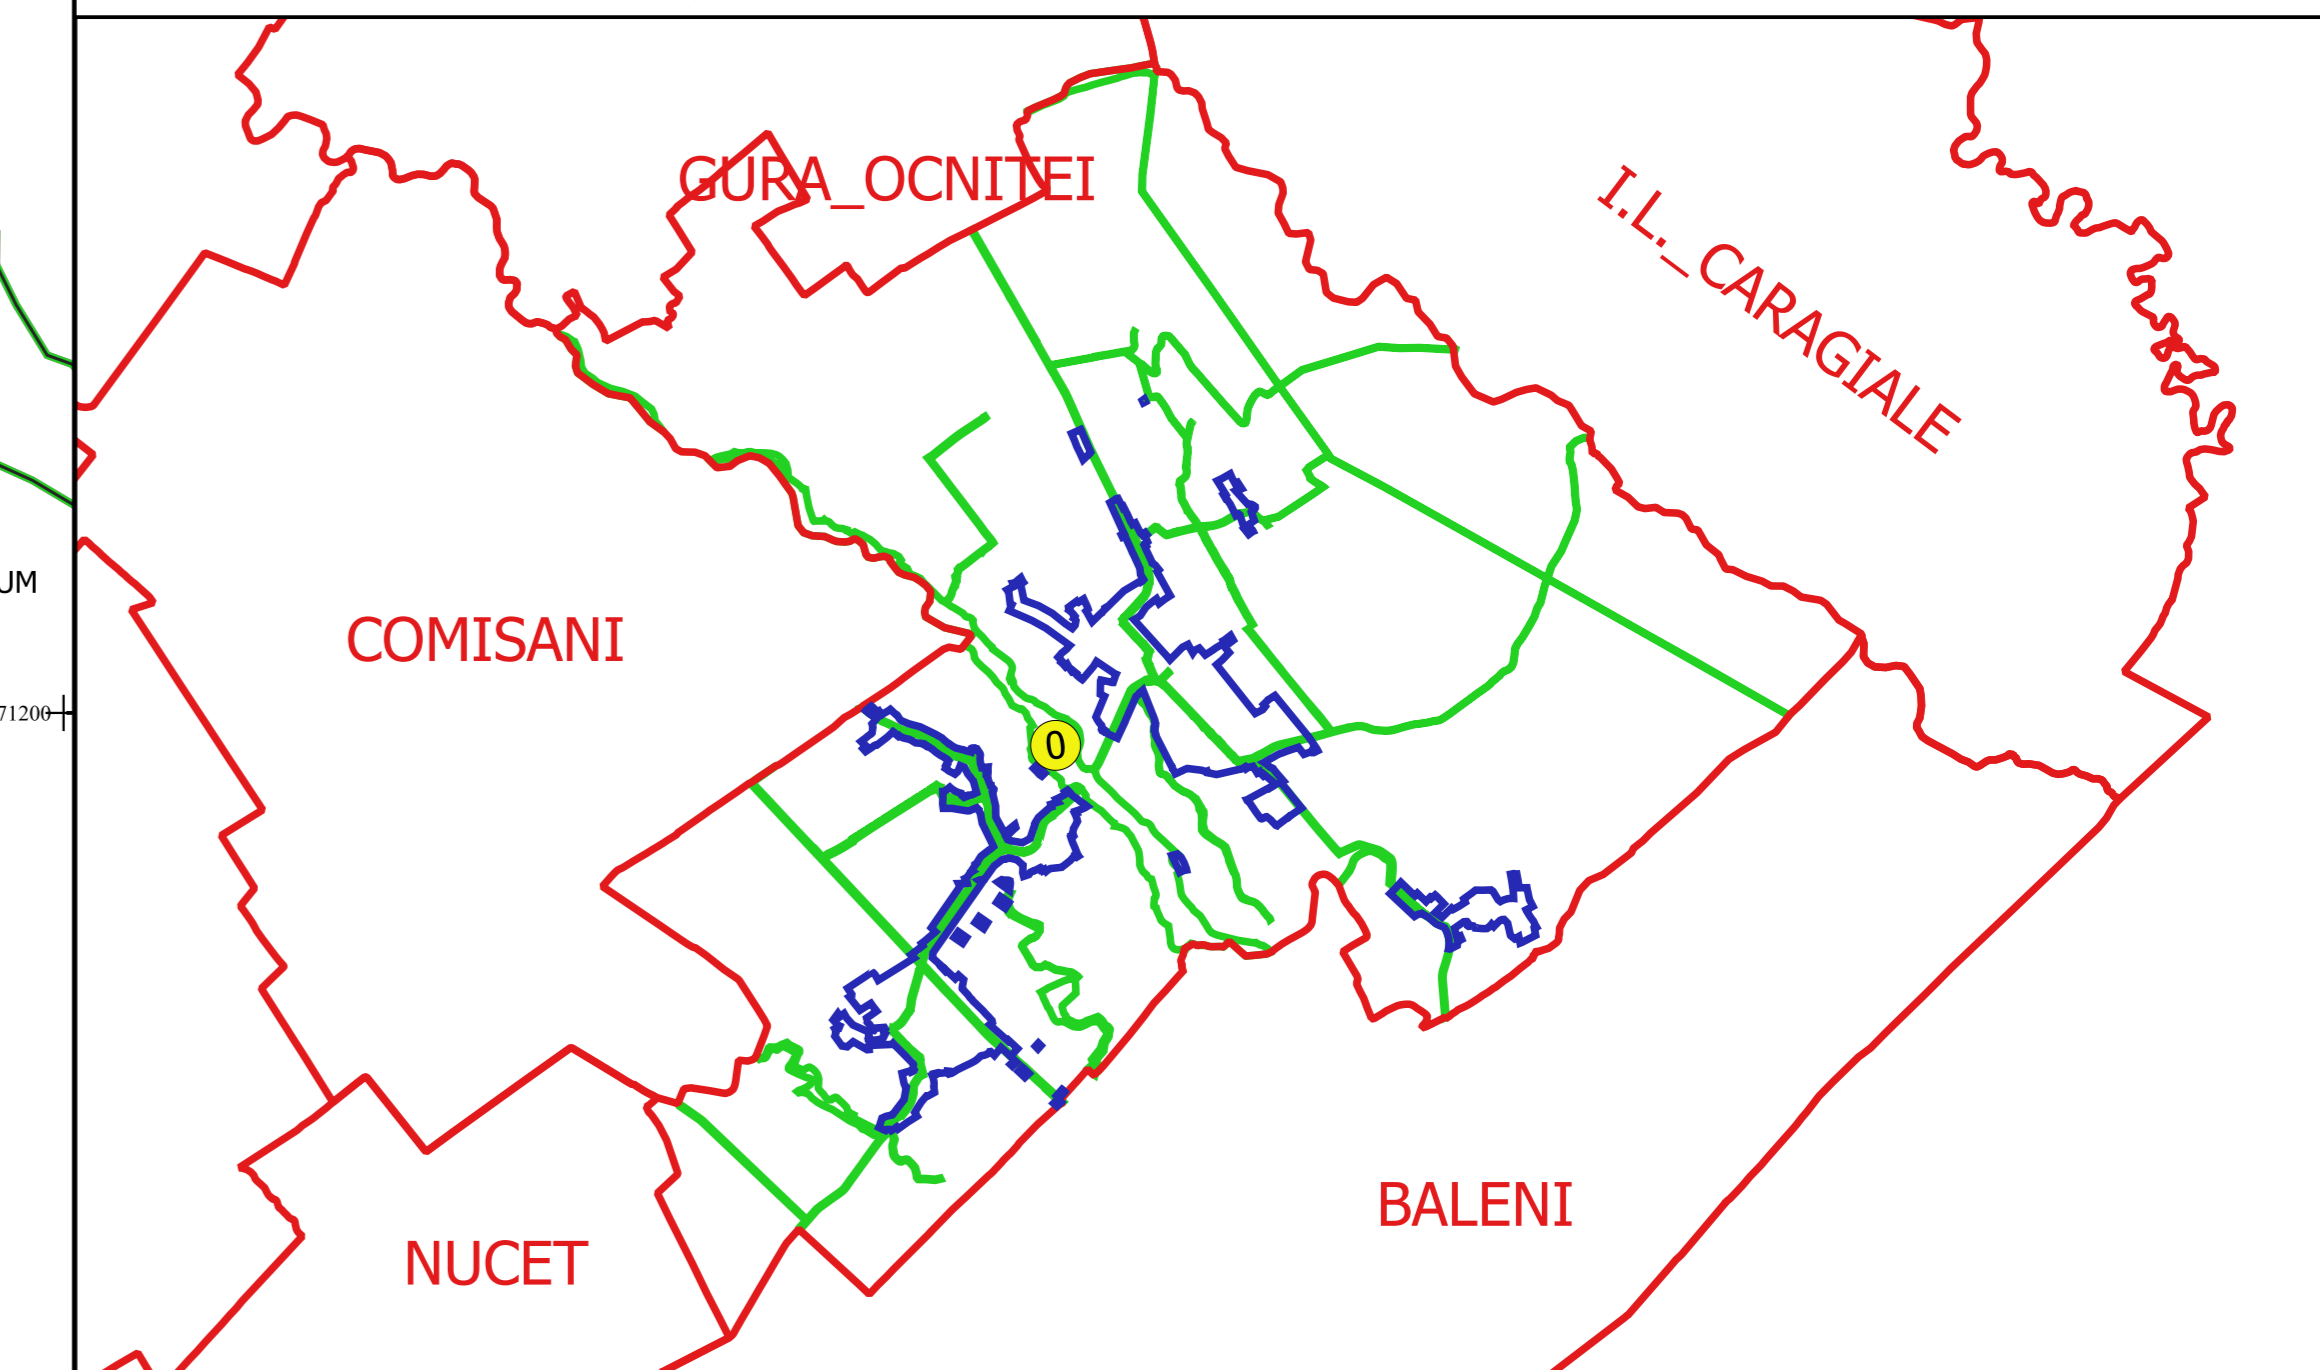 GURA_OCNITEI
I.L._CARAGIALE
UM
COMISANI
71200
0
BALENI
NUCET